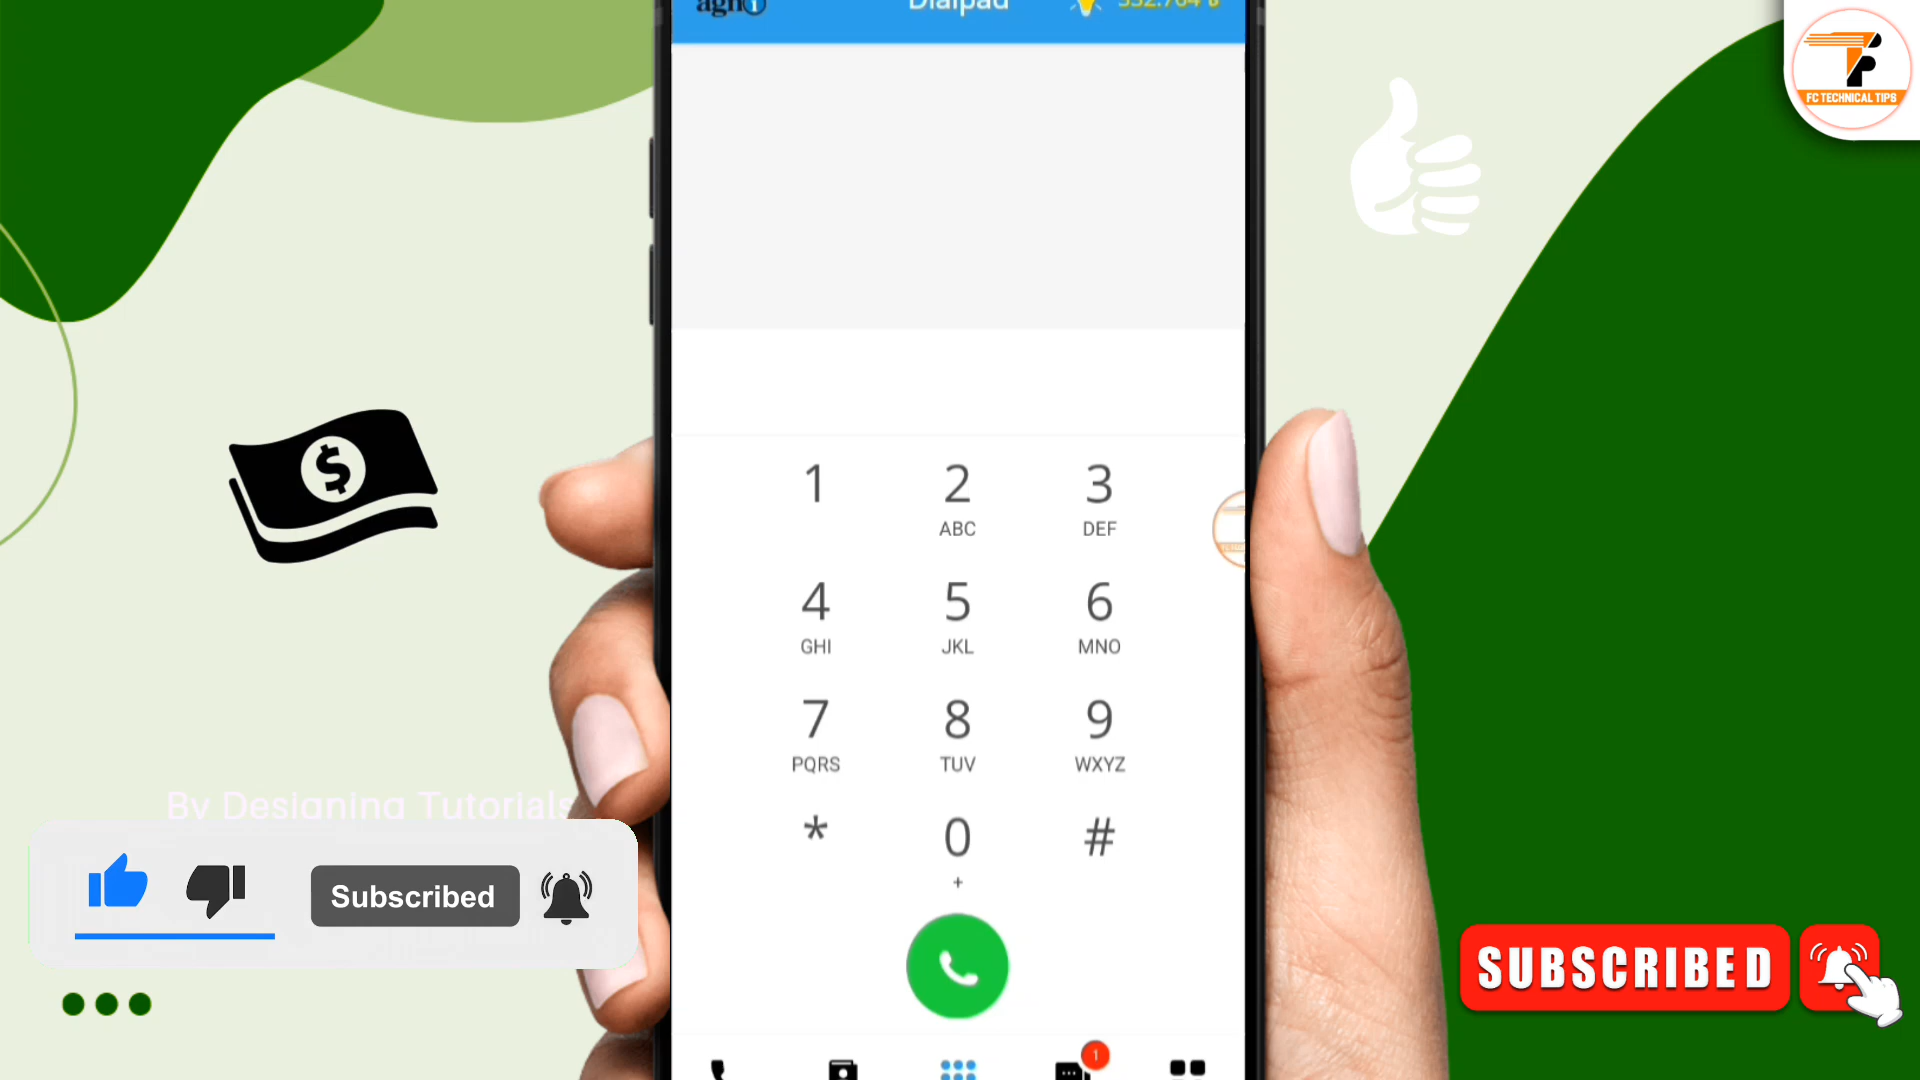 agni
Dialpad
FC TECHNICAL TIPS
1
2
3
ABC
DEF
4
5
6
GHI
JKL
MNO
7
8
9
PQRS
TUV
WXYZ
By Designing Tutorials
*
0
#
+
Subscribed
SUBSCRIBED
1